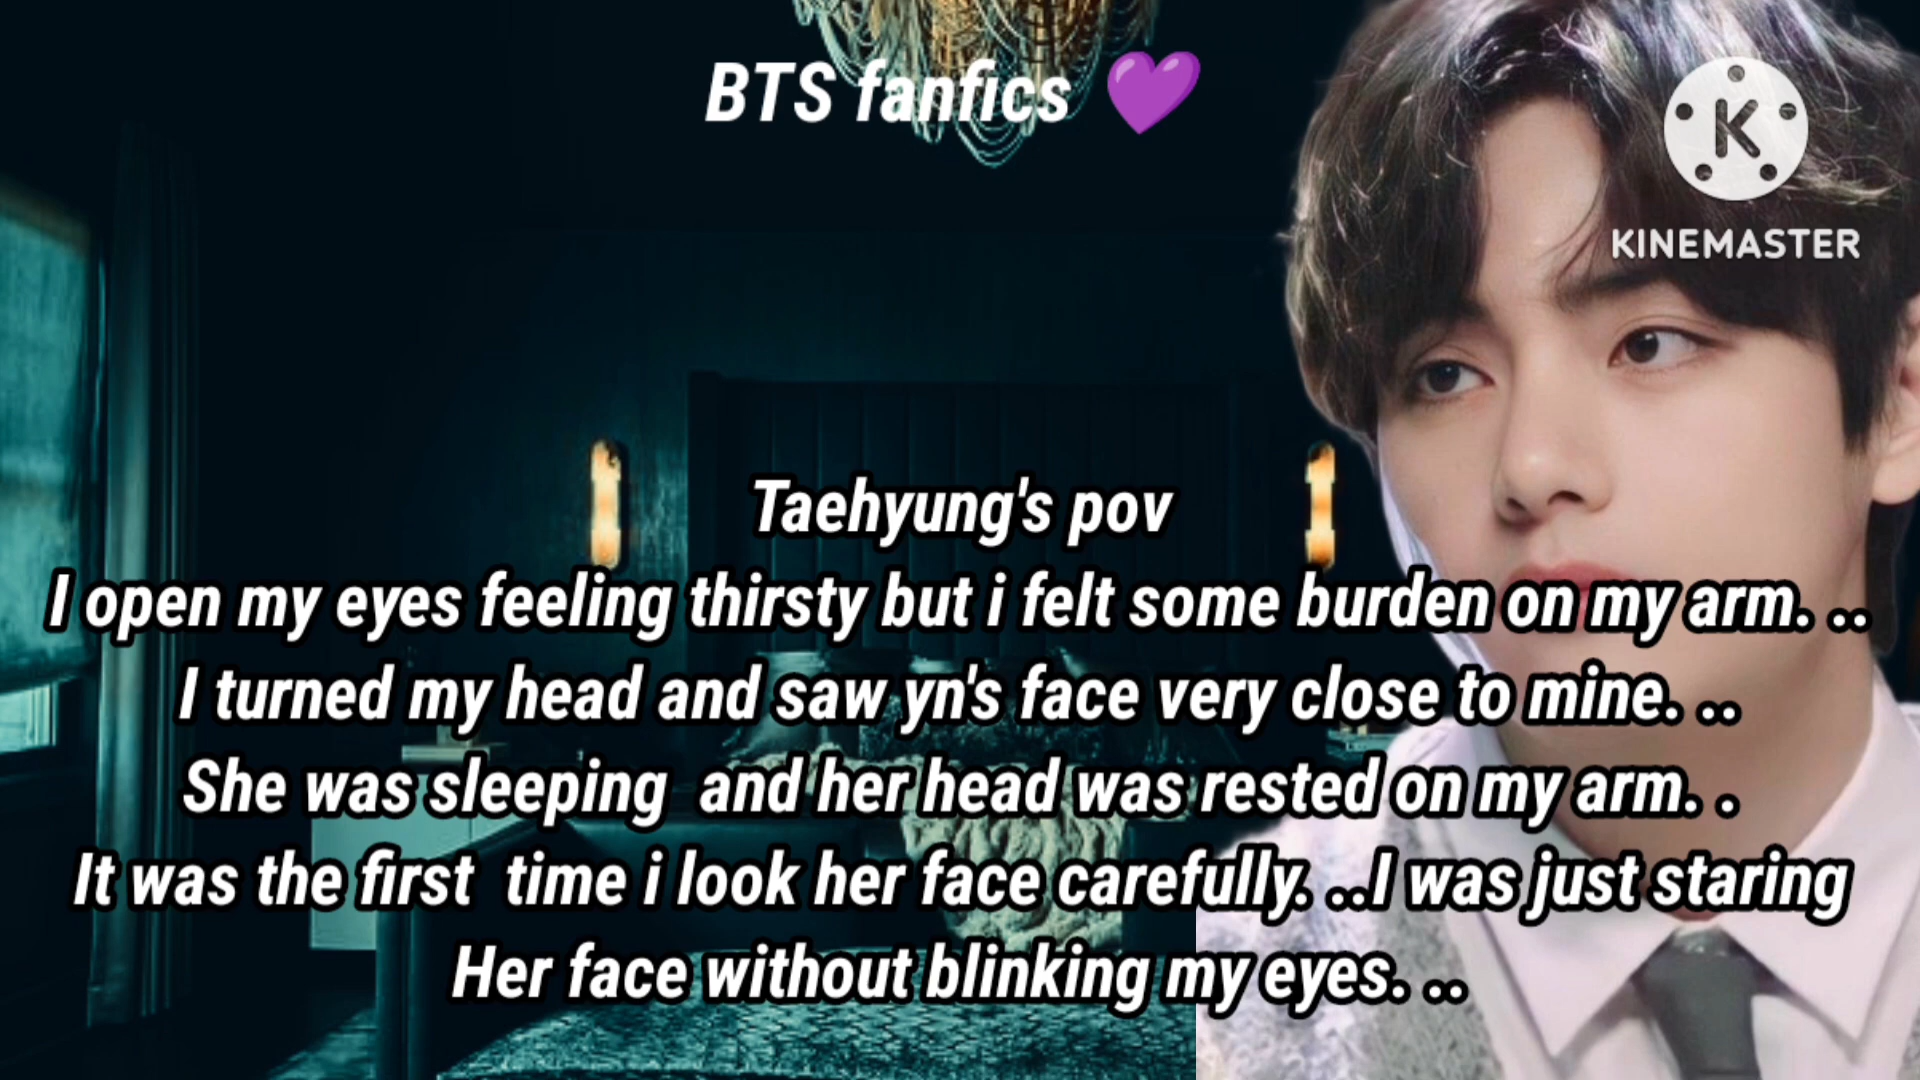 BTS fanfics 💜
K
KINEMASTER
Taehyung's pov
I open my eyes feeling thirsty but i felt some burden on my arm. ..
I turned my head and saw yn's face very close to mine. ..
She was sleeping  and her head was rested on my arm. .
It was the first  time i look her face carefully. ..I was just staring
Her face without blinking my eyes. ..